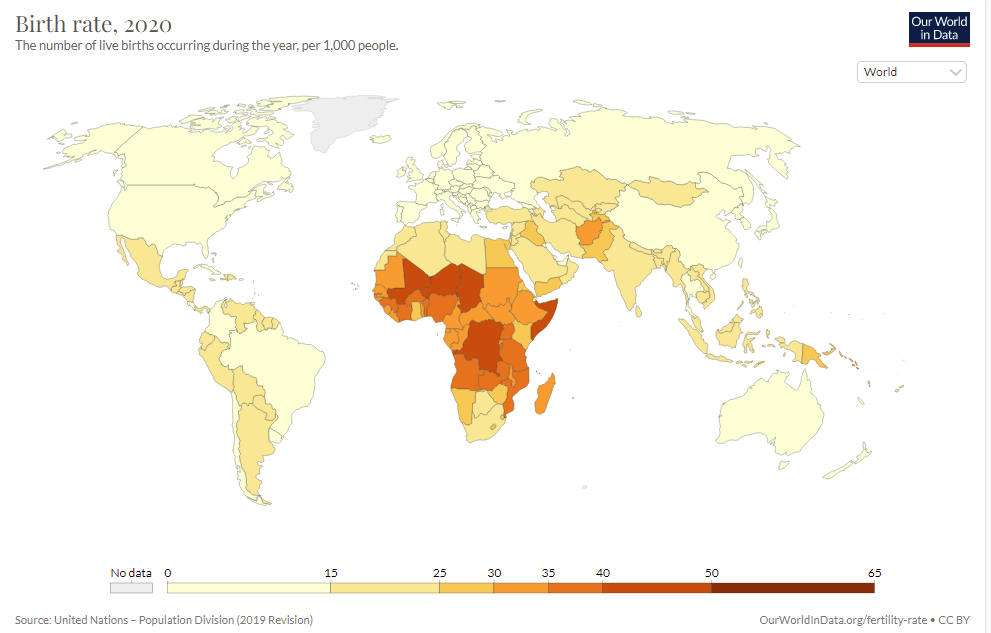 Birth rate, 2020
The number of live births occurring during the year, per 1,000 people.
Our World
in Data
World
No data
0
15
25
30
35
40
50
65
Source: United Nations – Population Division (2019 Revision)
OurWorldInData.org/fertility-rate • CC BY